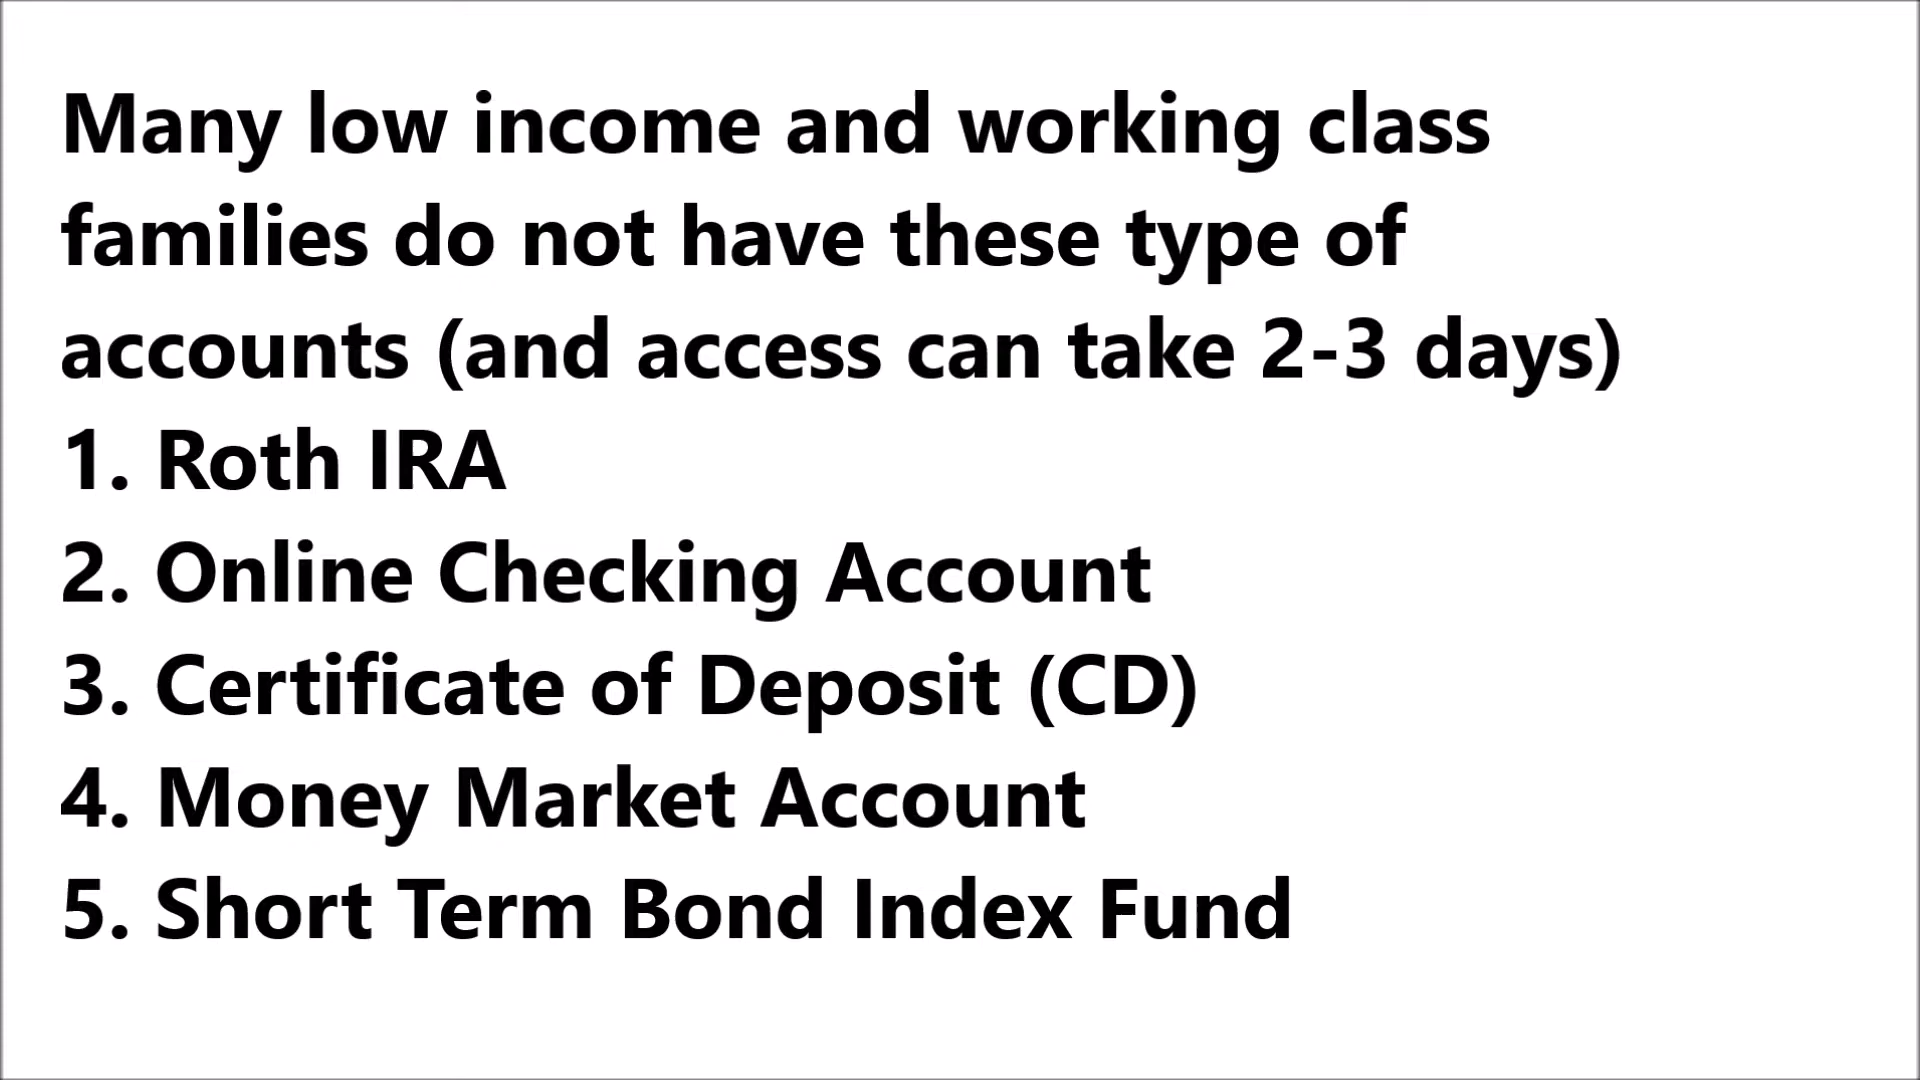 Many low income and working class
families do not have these type of
accounts (and access can take 2-3 days)
1. Roth IRA
2. Online Checking Account
3. Certificate of Deposit (CD)
4. Money Market Account
5. Short Term Bond Index Fund